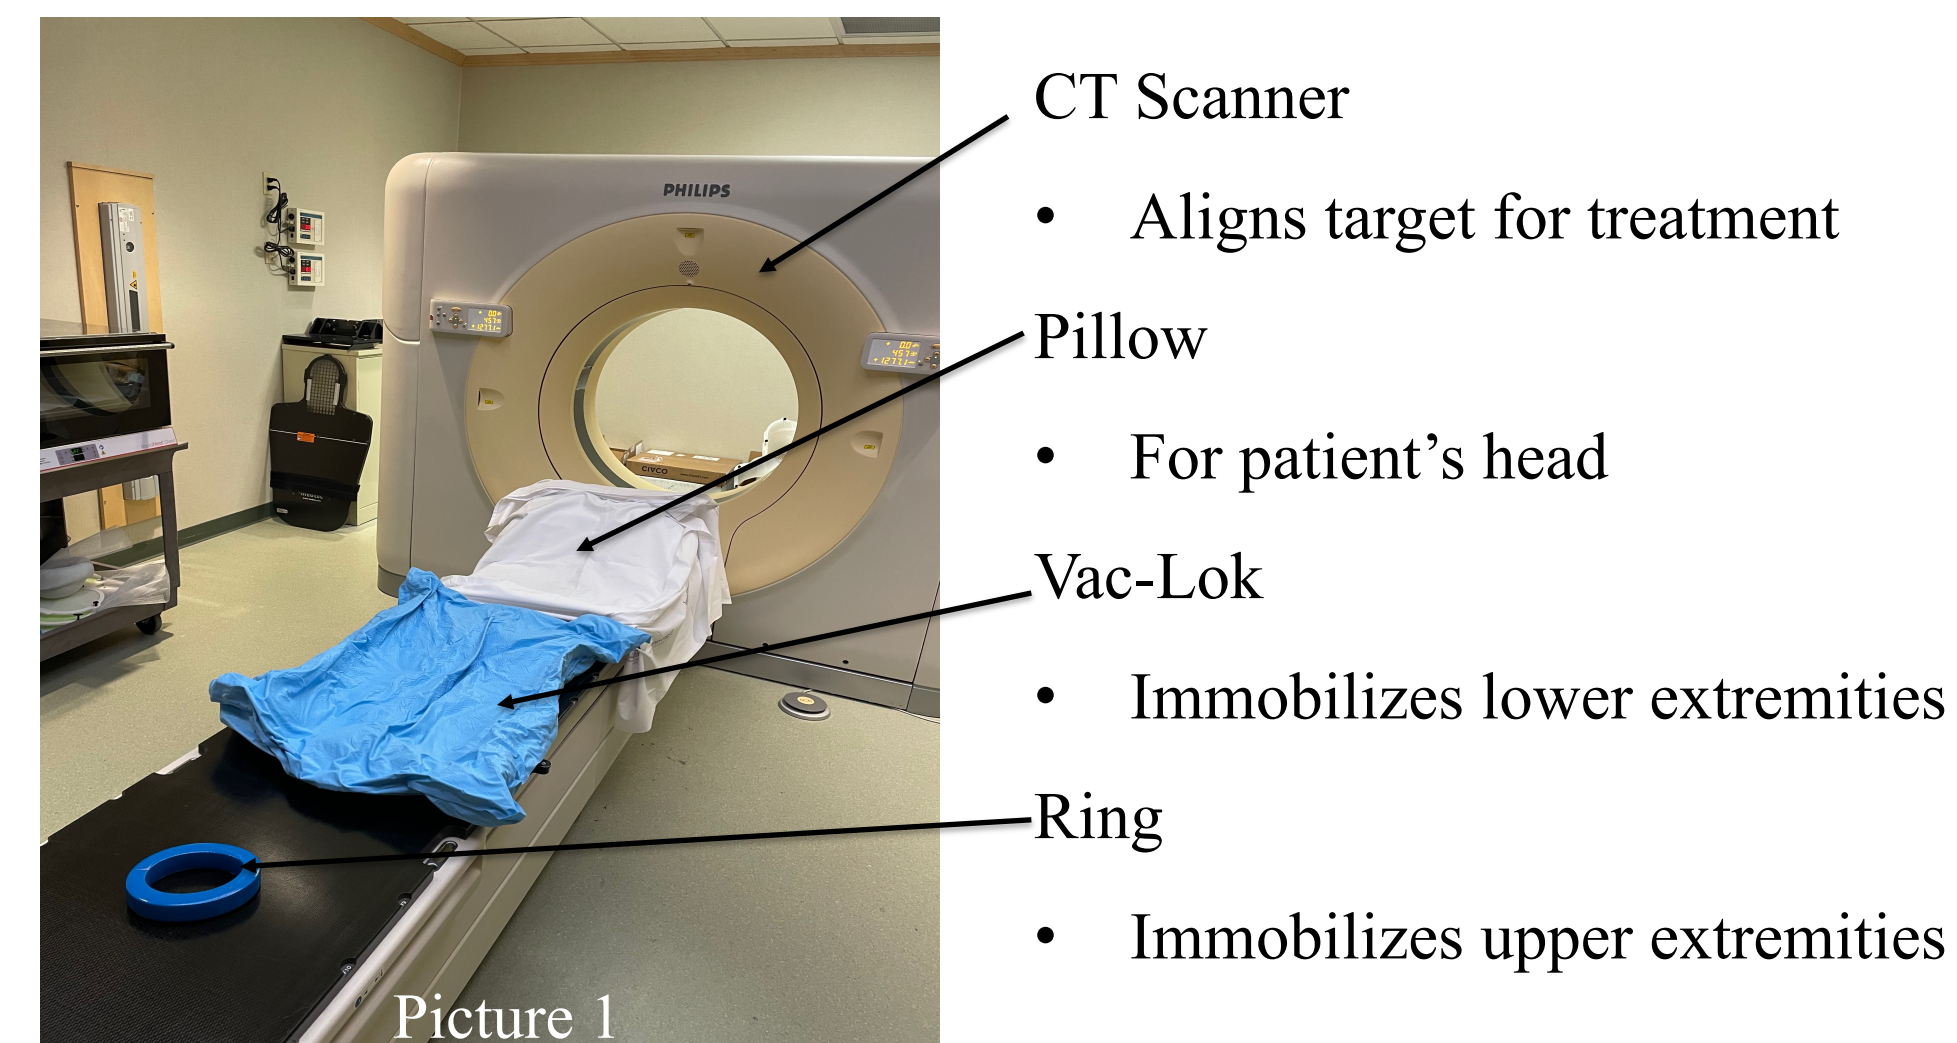 CT Scanner
• Aligns target for treatment
Pillow
• For patient’s head
Vac-Lok
• Immobilizes lower extremities
Ring
• Immobilizes upper extremities
PHILIPS
CIVCO
Picture 1